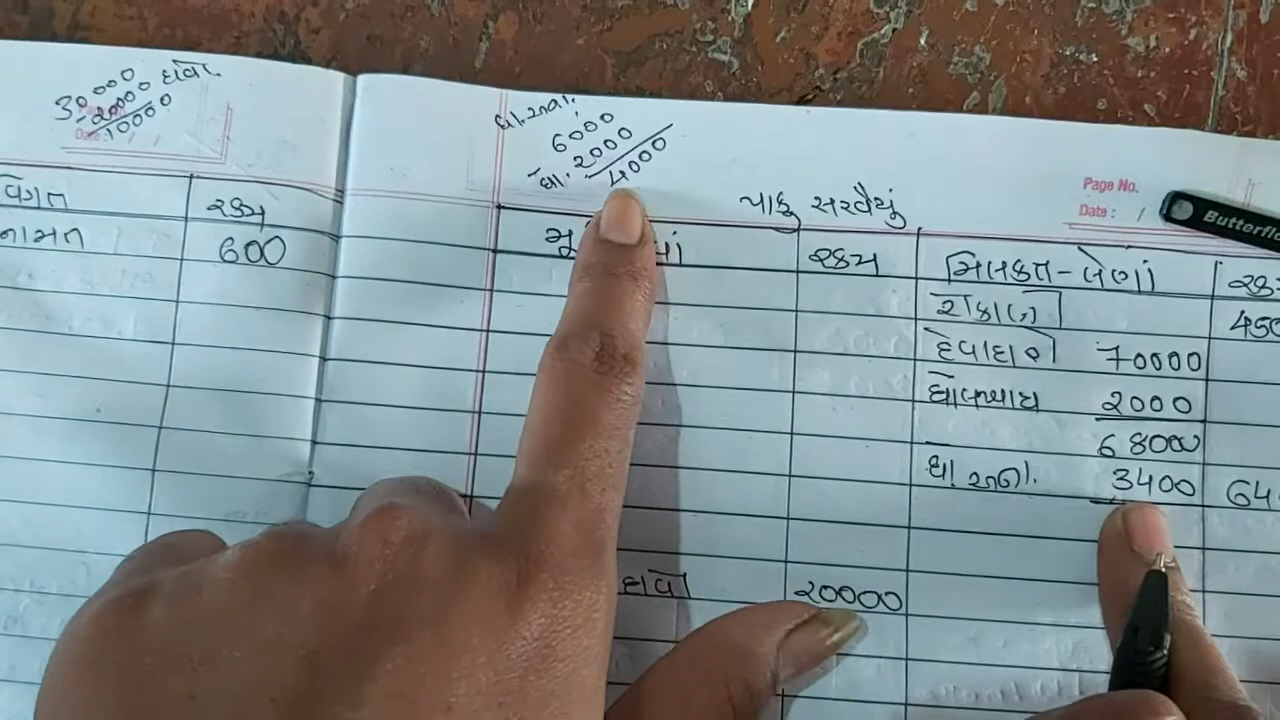 30000
20000 દાવો
10000
વિગત રકમ
નામત 600
ઘા.અના.
6000
ઘા. 2000
4000
પાકુ સરવૈયું
Page No.
Date : /
Butterfl
રકમ
મિલકત-લેણાં
રોકાણ
દેવાદારો 70000
ઘાલખાધ 2000
68000
ઘા અના. 3400
દાવો 20000